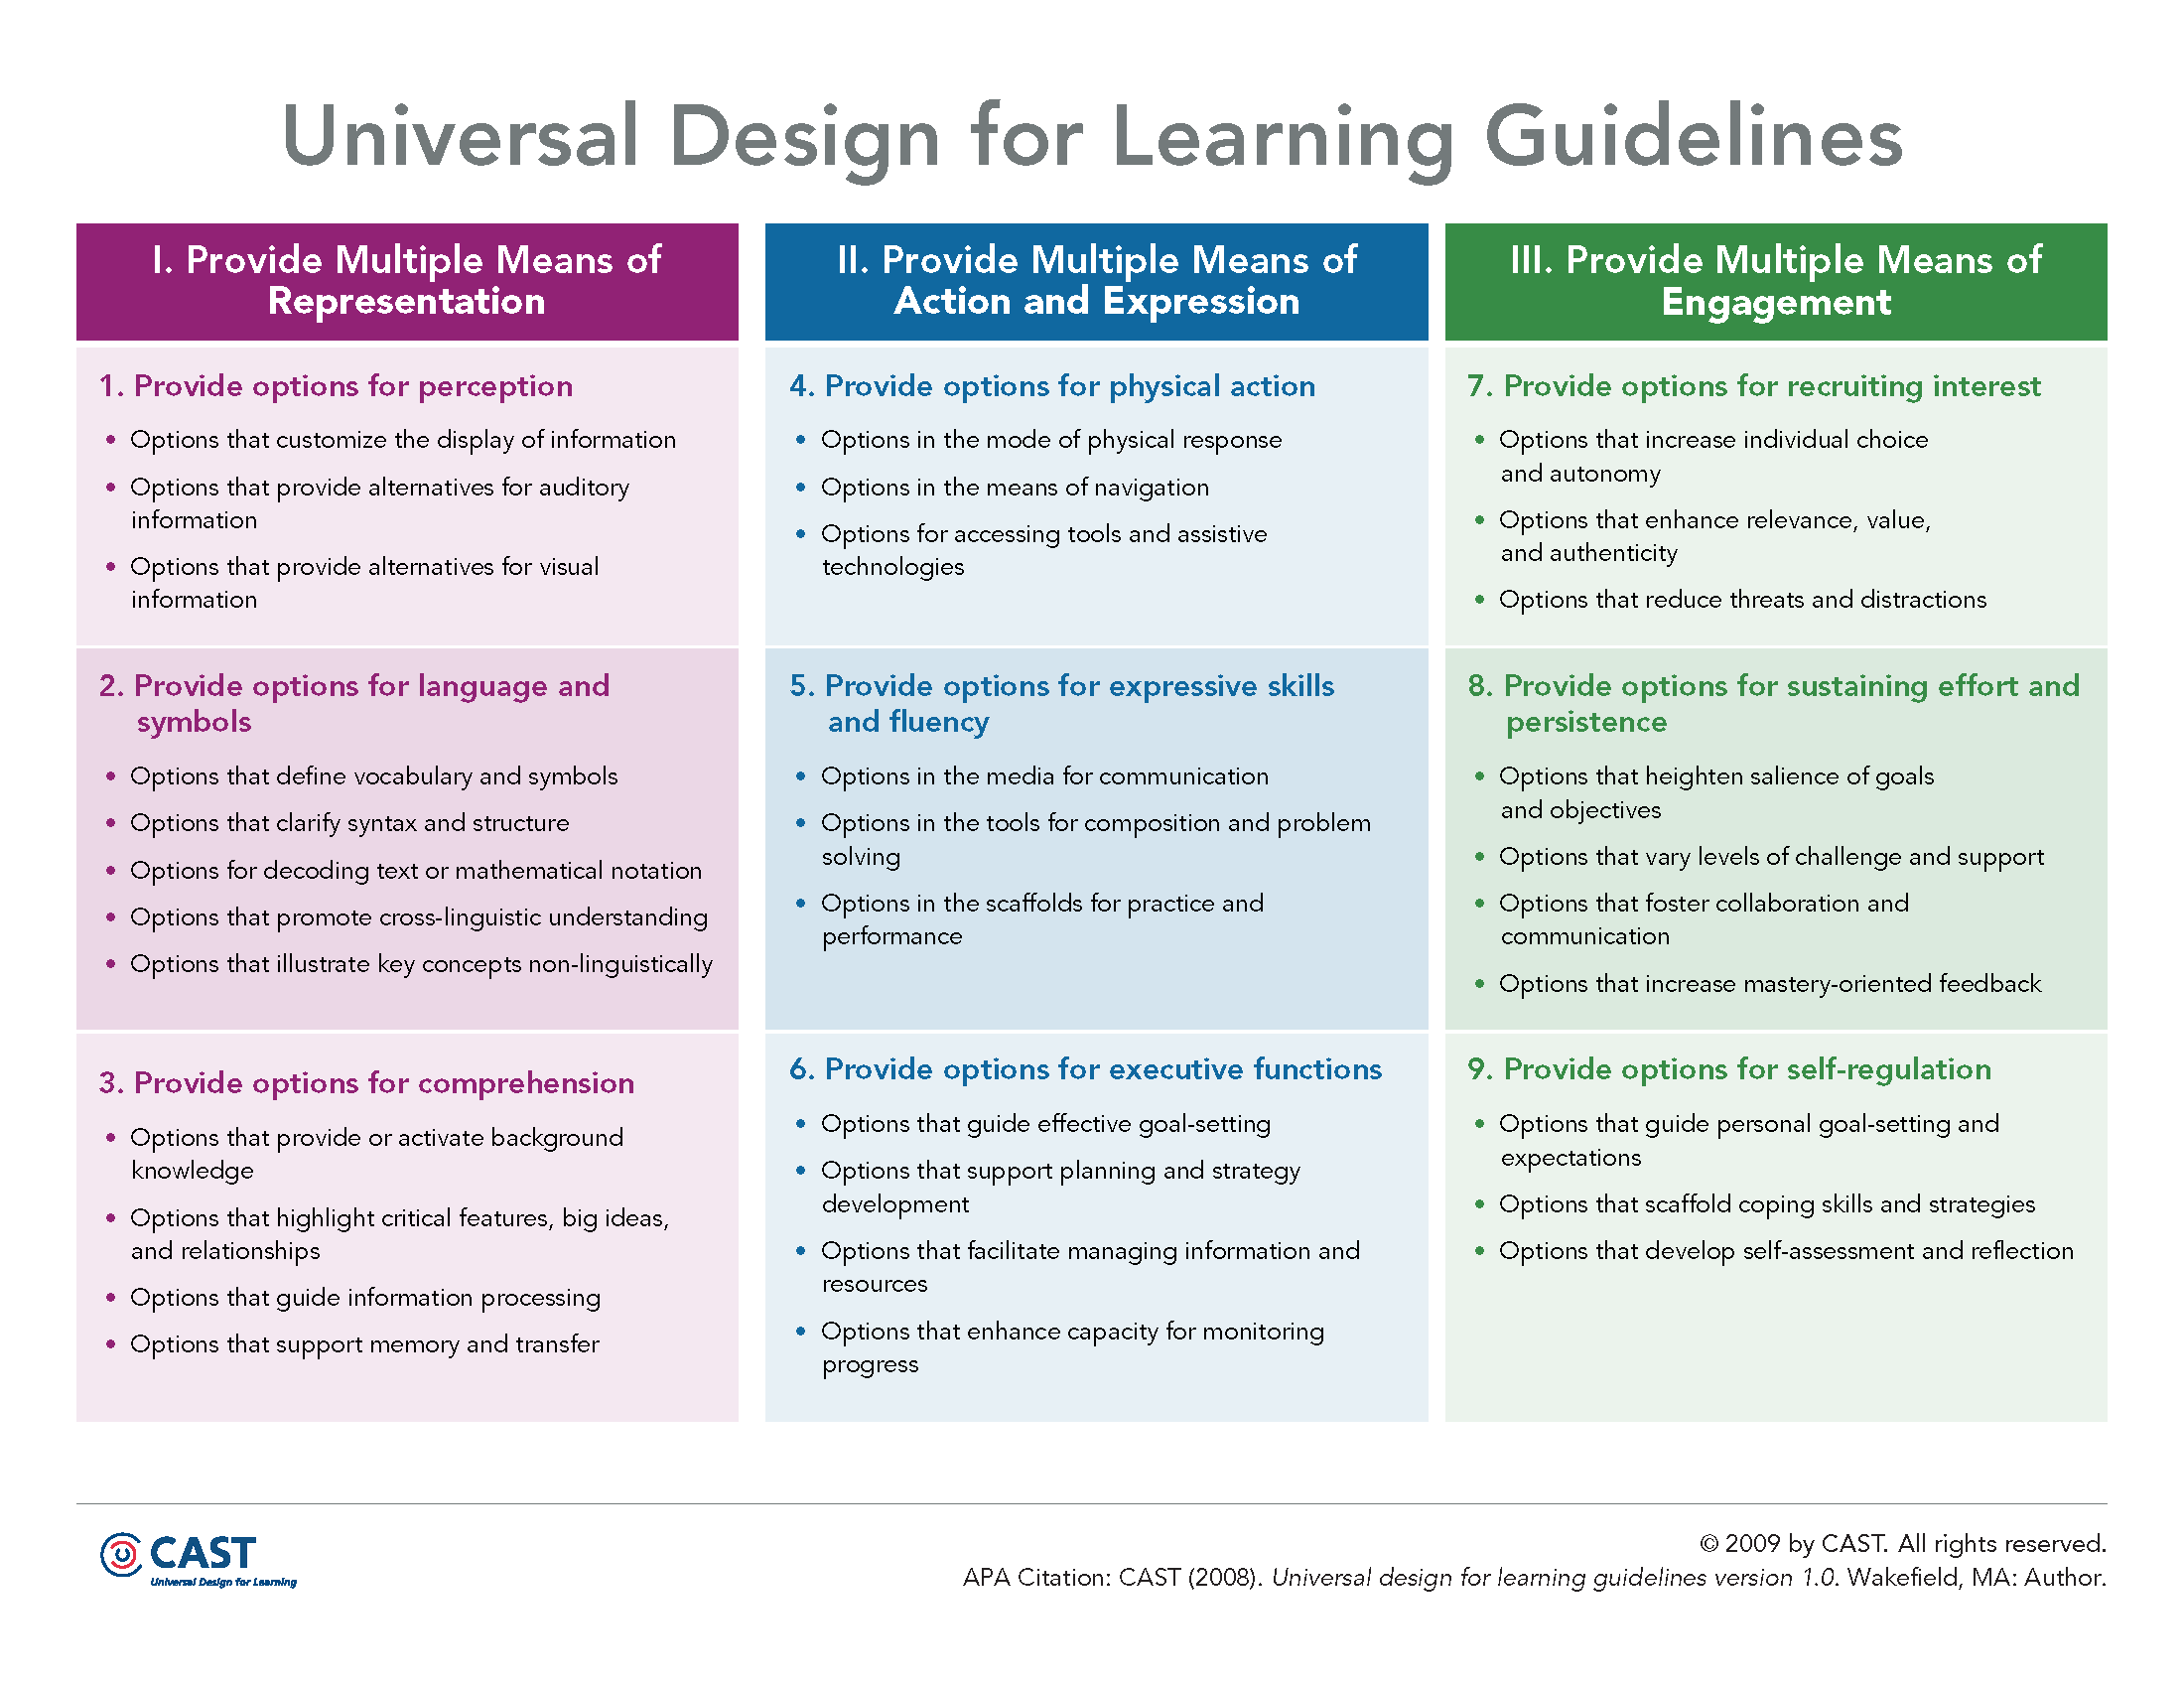 Universal Design for Learning Guidelines
I. Provide Multiple Means of
Representation
1. Provide options for perception
• Options that customize the display of information
• Options that provide alternatives for auditory
information
• Options that provide alternatives for visual
information
2. Provide options for language and
symbols
• Options that define vocabulary and symbols
• Options that clarify syntax and structure
• Options for decoding text or mathematical notation
• Options that promote cross-linguistic understanding
• Options that illustrate key concepts non-linguistically
3. Provide options for comprehension
• Options that provide or activate background
knowledge
• Options that highlight critical features, big ideas,
and relationships
• Options that guide information processing
• Options that support memory and transfer
II. Provide Multiple Means of
Action and Expression
4. Provide options for physical action
• Options in the mode of physical response
• Options in the means of navigation
• Options for accessing tools and assistive
technologies
5. Provide options for expressive skills
and fluency
• Options in the media for communication
• Options in the tools for composition and problem
solving
• Options in the scaffolds for practice and
performance
6. Provide options for executive functions
• Options that guide effective goal-setting
• Options that support planning and strategy
development
• Options that facilitate managing information and
resources
• Options that enhance capacity for monitoring
progress
III. Provide Multiple Means of
Engagement
7. Provide options for recruiting interest
• Options that increase individual choice
and autonomy
• Options that enhance relevance, value,
and authenticity
• Options that reduce threats and distractions
8. Provide options for sustaining effort and
persistence
• Options that heighten salience of goals
and objectives
• Options that vary levels of challenge and support
• Options that foster collaboration and
communication
• Options that increase mastery-oriented feedback
9. Provide options for self-regulation
• Options that guide personal goal-setting and
expectations
• Options that scaffold coping skills and strategies
• Options that develop self-assessment and reflection
CAST
Universal Design for Learning
© 2009 by CAST. All rights reserved.
APA Citation: CAST (2008). Universal design for learning guidelines version 1.0. Wakefield, MA: Author.